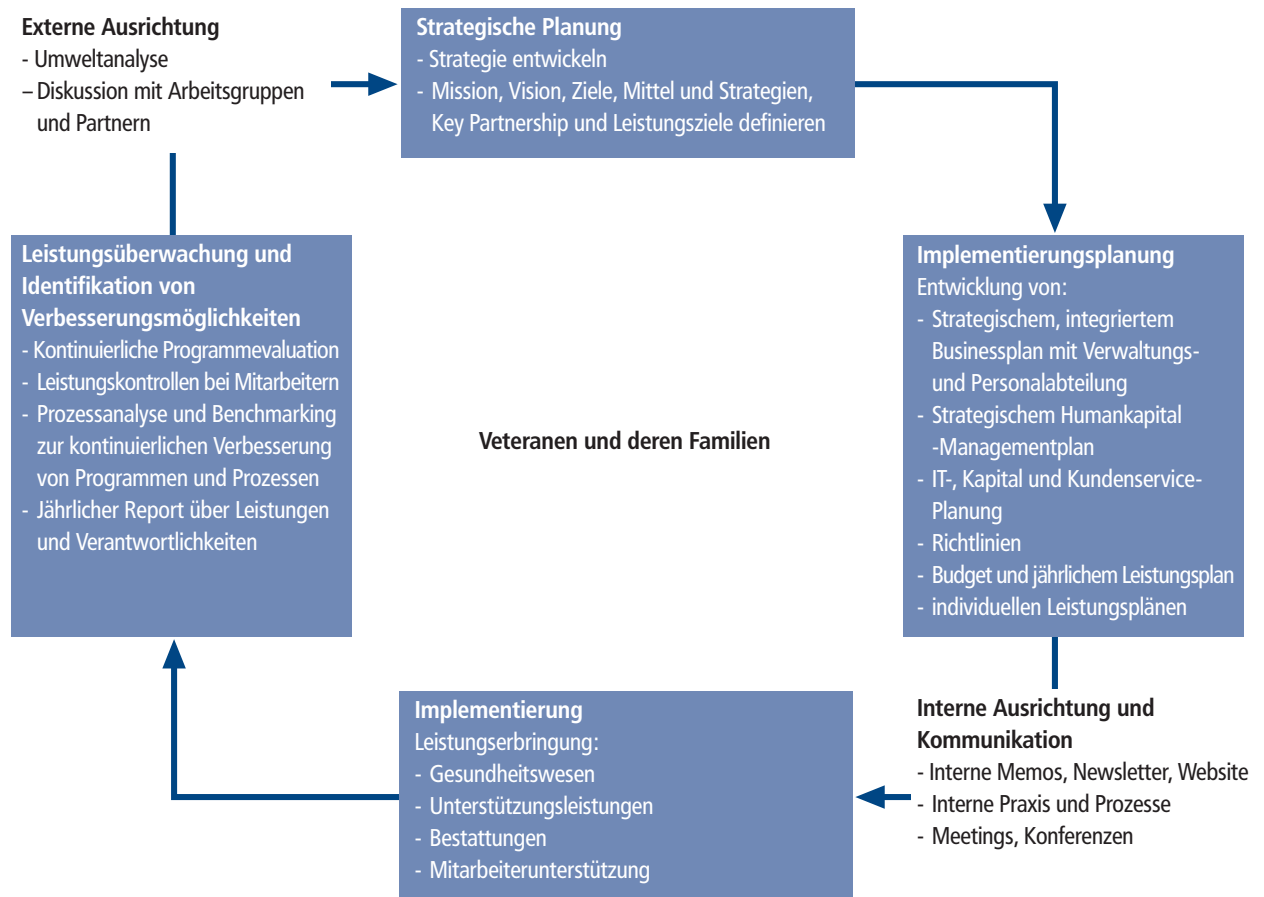 Externe Ausrichtung
- Umweltanalyse
– Diskussion mit Arbeitsgruppen
und Partnern
Strategische Planung
- Strategie entwickeln
- Mission, Vision, Ziele, Mittel und Strategien,
Key Partnership und Leistungsziele definieren
Leistungsüberwachung und
Identifikation von
Verbesserungsmöglichkeiten
- Kontinuierliche Programmevaluation
- Leistungskontrollen bei Mitarbeitern
- Prozessanalyse und Benchmarking
zur kontinuierlichen Verbesserung
von Programmen und Prozessen
- Jährlicher Report über Leistungen
und Verantwortlichkeiten
Veteranen und deren Familien
Implementierungsplanung
Entwicklung von:
- Strategischem, integriertem
Businessplan mit Verwaltungs-
und Personalabteilung
- Strategischem Humankapital
-Managementplan
- IT-, Kapital und Kundenservice-
Planung
- Richtlinien
- Budget und jährlichem Leistungsplan
- individuellen Leistungsplänen
Implementierung
Leistungserbringung:
- Gesundheitswesen
- Unterstützungsleistungen
- Bestattungen
- Mitarbeiterunterstützung
Interne Ausrichtung und
Kommunikation
- Interne Memos, Newsletter, Website
- Interne Praxis und Prozesse
- Meetings, Konferenzen